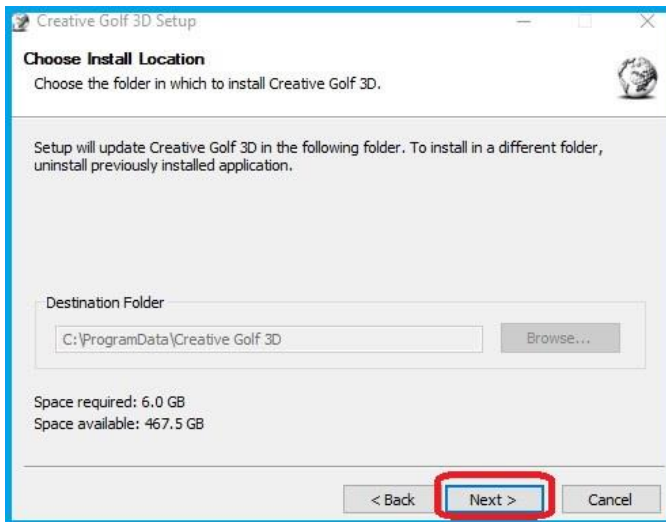 Creative Golf 3D Setup
Choose Install Location
Choose the folder in which to install Creative Golf 3D.
Setup will update Creative Golf 3D in the following folder. To install in a different folder,
uninstall previously installed application.
Destination Folder
C:\ProgramData\Creative Golf 3D
Browse...
Space required: 6.0 GB
Space available: 467.5 GB
< Back
Next >
Cancel